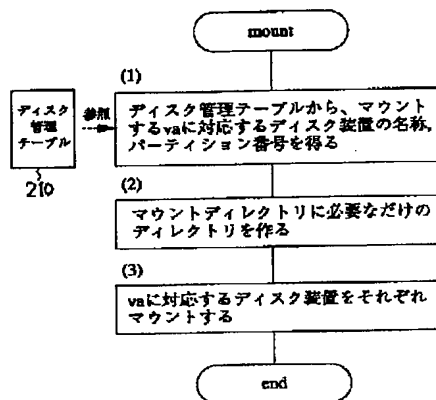 mount
(1)
ディスク管理テーブルから、マウント
するvaに対応するディスク装置の名称,
パーティション番号を得る
ディスク
管理
テーブル
参照
210
(2)
マウントディレクトリに必要なだけの
ディレクトリを作る
(3)
vaに対応するディスク装置をそれぞれ
マウントする
end